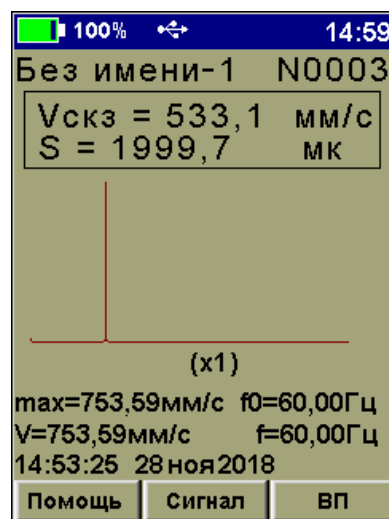 100% 14:59
Без имени-1 N0003
Vскз = 533,1 мм/с
S = 1999,7 мк
(x1)
max=753,59мм/с f0=60,00Гц
V=753,59мм/с f=60,00Гц
14:53:25 28 ноя 2018
Помощь Сигнал ВП